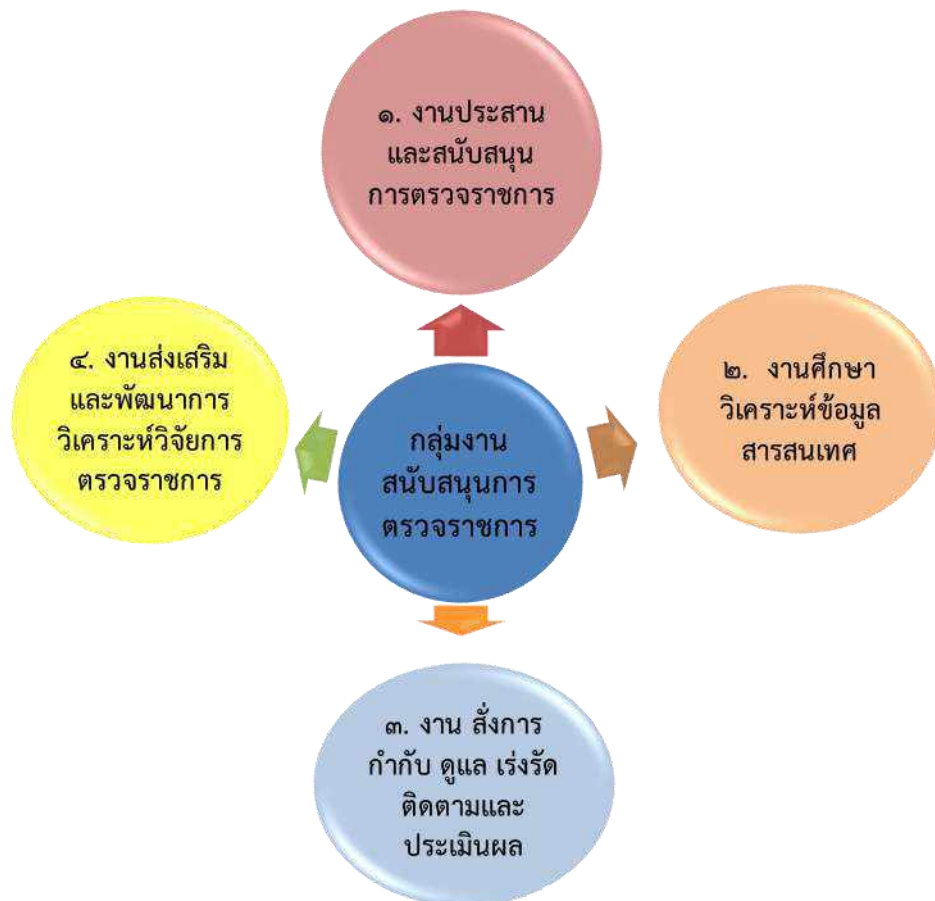 ๑. งานประสาน
และสนับสนุน
การตรวจราชการ
๒. งานศึกษา
วิเคราะห์ข้อมูล
สารสนเทศ
๓. งาน สั่งการ
กำกับ ดูแล เร่งรัด
ติดตามและ
ประเมินผล
๔. งานส่งเสริม
และพัฒนาการ
วิเคราะห์วิจัยการ
ตรวจราชการ
กลุ่มงาน
สนับสนุนการ
ตรวจราชการ